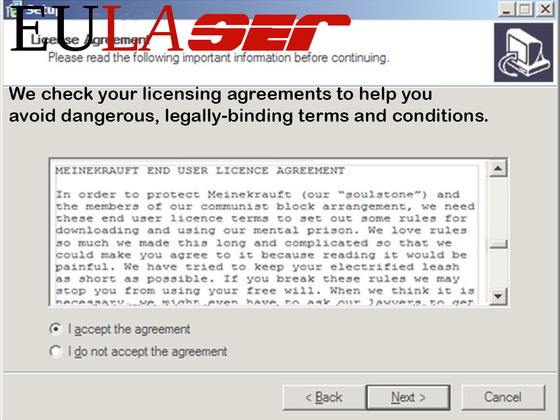 Setup
EULAser
License Agreement
Please read the following important information before continuing.
We check your licensing agreements to help you
avoid dangerous, legally-binding terms and conditions.
MEINEKRAUFT END USER LICENCE AGREEMENT
In order to protect Meinekrauft (our “soulstone”) and
the members of our communist block arrangement, we need
these end user licence terms to set out some rules for
downloading and using our mental prison. We love rules
so much we made this long and complicated so that we
could make you agree to it because reading it would be
painful. We have tried to keep your electrified leash
as short as possible. If you break these rules we may
stop you from using your free will. When we think it is
necessary, we might even have to ask our lawyers to get
I accept the agreement
I do not accept the agreement
< Back Next > Cancel